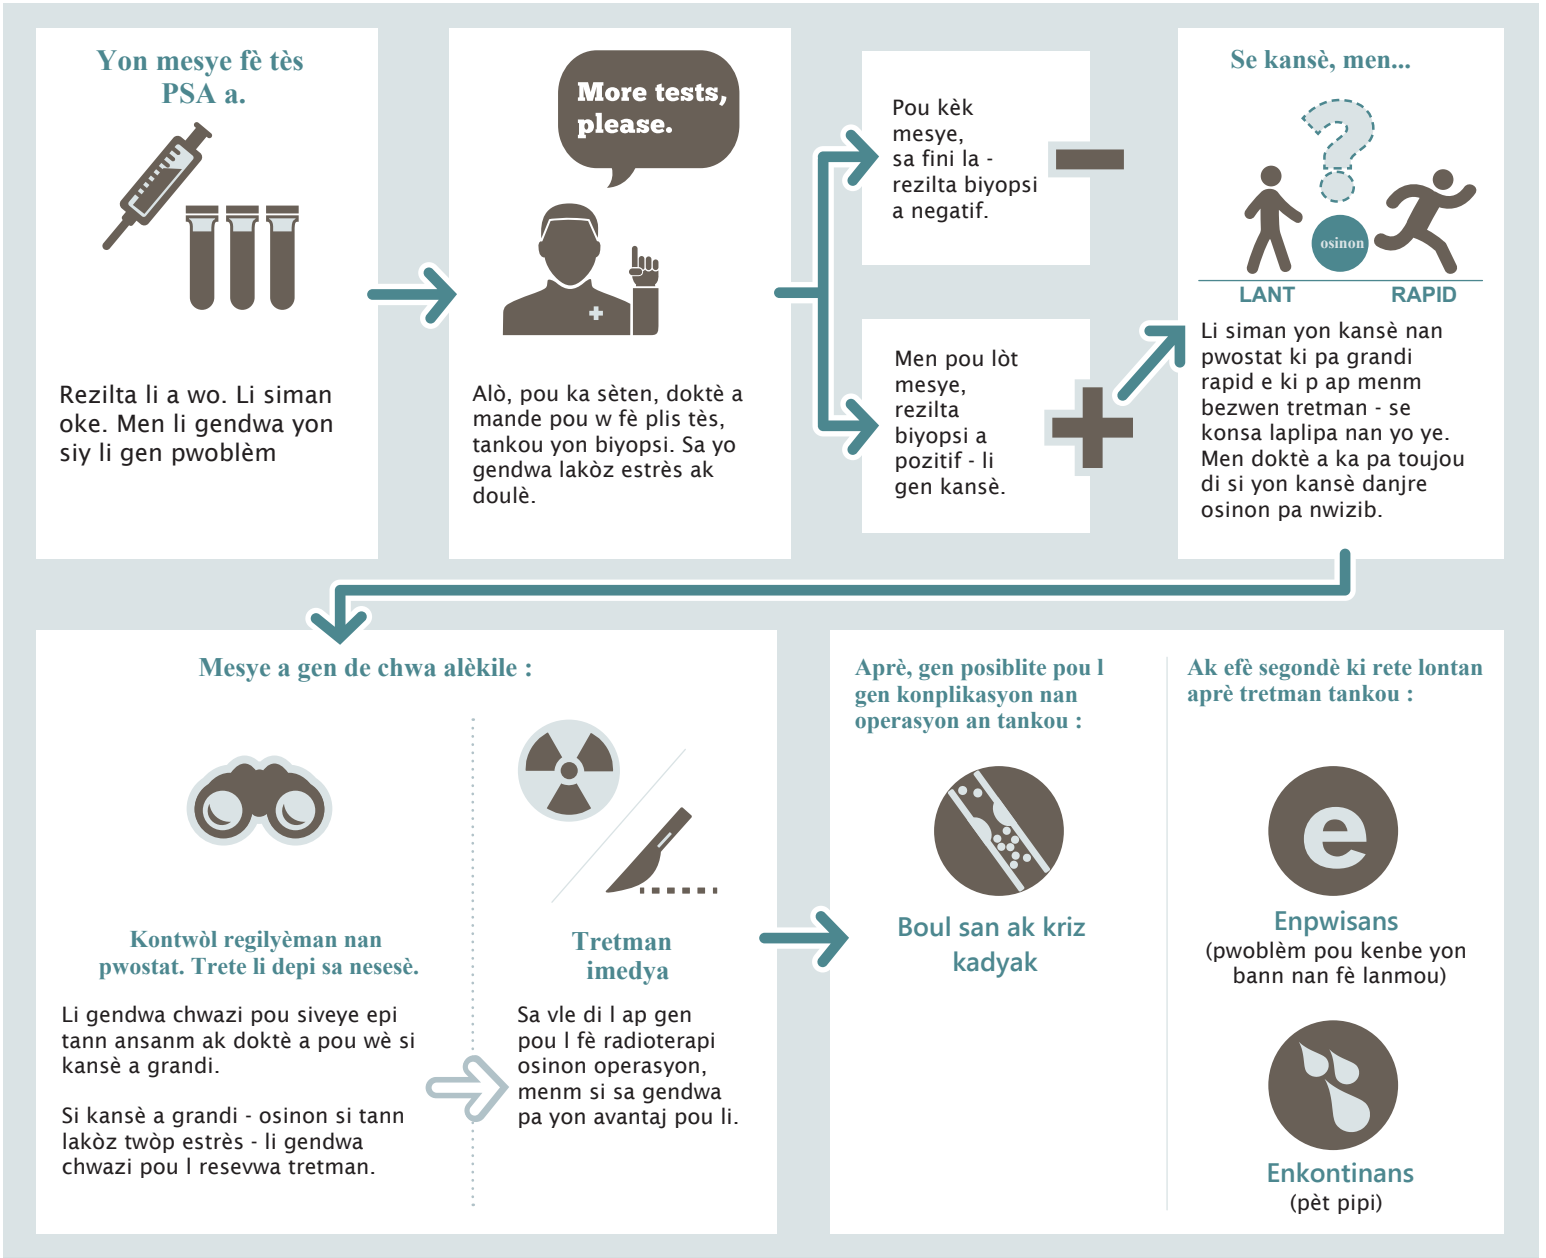 Yon mesye fè tès
PSA a.
Rezilta li a wo. Li siman
oke. Men li gendwa yon
siy li gen pwoblèm
More tests,
please.
Alò, pou ka sèten, doktè a
mande pou w fè plis tès,
tankou yon biyopsi. Sa yo
gendwa lakòz estrès ak
doulè.
Pou kèk
mesye,
sa fini la -
rezilta biyopsi
a negatif.
Men pou lòt
mesye,
rezilta
biyopsi a
pozitif - li
gen kansè.
Se kansè, men...
?
osinon
LANT RAPID
Li siman yon kansè nan
pwostat ki pa grandi
rapid e ki p ap menm
bezwen tretman - se
konsa laplipa nan yo ye.
Men doktè a ka pa toujou
di si yon kansè danjre
osinon pa nwizib.
Mesye a gen de chwa alèkile :
Kontwòl regilyèman nan
pwostat. Trete li depi sa nesesè.
Li gendwa chwazi pou siveye epi
tann ansanm ak doktè a pou wè si
kansè a grandi.
Si kansè a grandi - osinon si tann
lakòz twòp estrès - li gendwa
chwazi pou l resevwa tretman.
Tretman
imedya
Sa vle di l ap gen
pou l fè radioterapi
osinon operasyon,
menm si sa gendwa
pa yon avantaj pou li.
Aprè, gen posiblite pou l
gen konplikasyon nan
operasyon an tankou :
Boul san ak kriz
kadyak
Ak efè segondè ki rete lontan
aprè tretman tankou :
e
Enpwisans
(pwoblèm pou kenbe yon
bann nan fè lanmou)
Enkontinans
(pèt pipi)